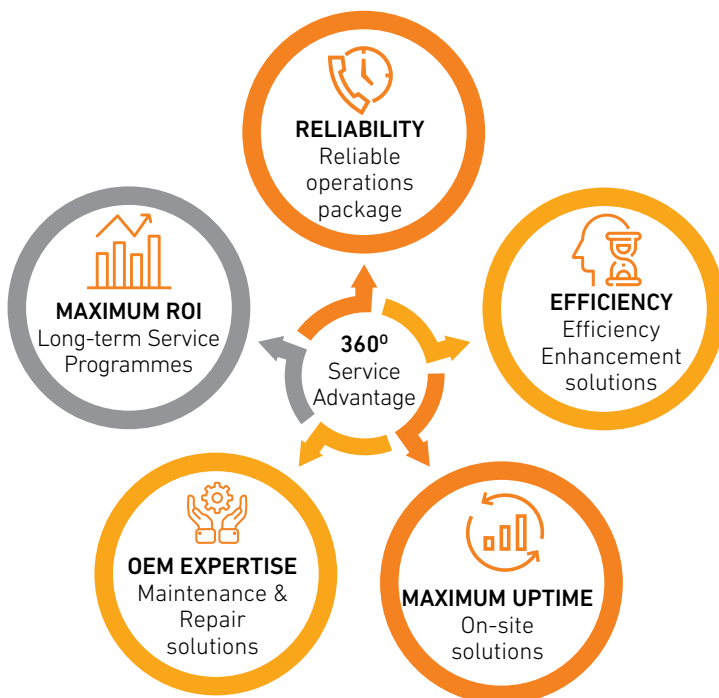 RELIABILITY
Reliable
operations
package
MAXIMUM ROI
Long-term Service
Programmes
EFFICIENCY
Efficiency
Enhancement
solutions
360º
Service
Advantage
OEM EXPERTISE
Maintenance &
Repair
solutions
MAXIMUM UPTIME
On-site
solutions